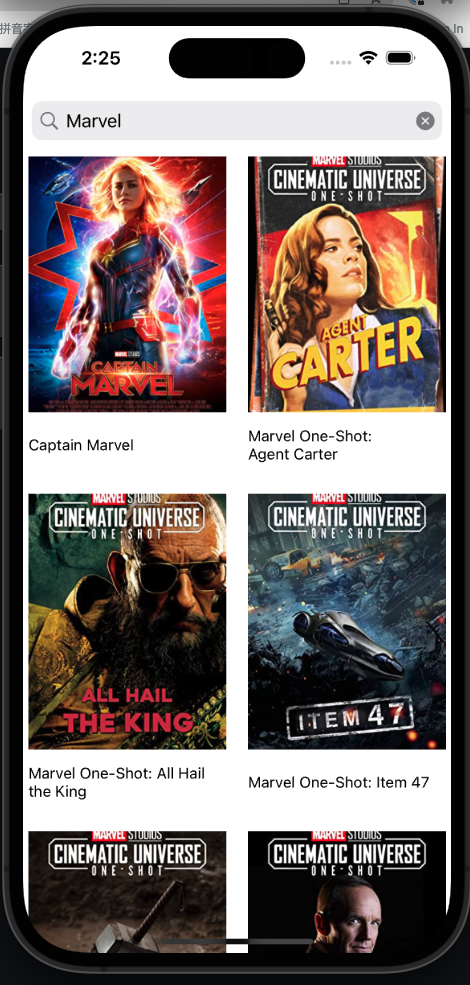 拼音
In
2:25
Marvel
MARVEL STUDIOS
CAPTAIN
MARVEL
Captain Marvel
MARVEL STUDIOS
CINEMATIC UNIVERSE
ONE-SHOT
AGENT
CARTER
Marvel One-Shot:
Agent Carter
MARVEL STUDIOS
CINEMATIC UNIVERSE
ONE-SHOT
ALL HAIL
THE KING
Marvel One-Shot: All Hail
the King
MARVEL STUDIOS
CINEMATIC UNIVERSE
ONE-SHOT
ITEM 47
Marvel One-Shot: Item 47
MARVEL STUDIOS
CINEMATIC UNIVERSE
ONE-SHOT
MARVEL STUDIOS
CINEMATIC UNIVERSE
ONE-SHOT